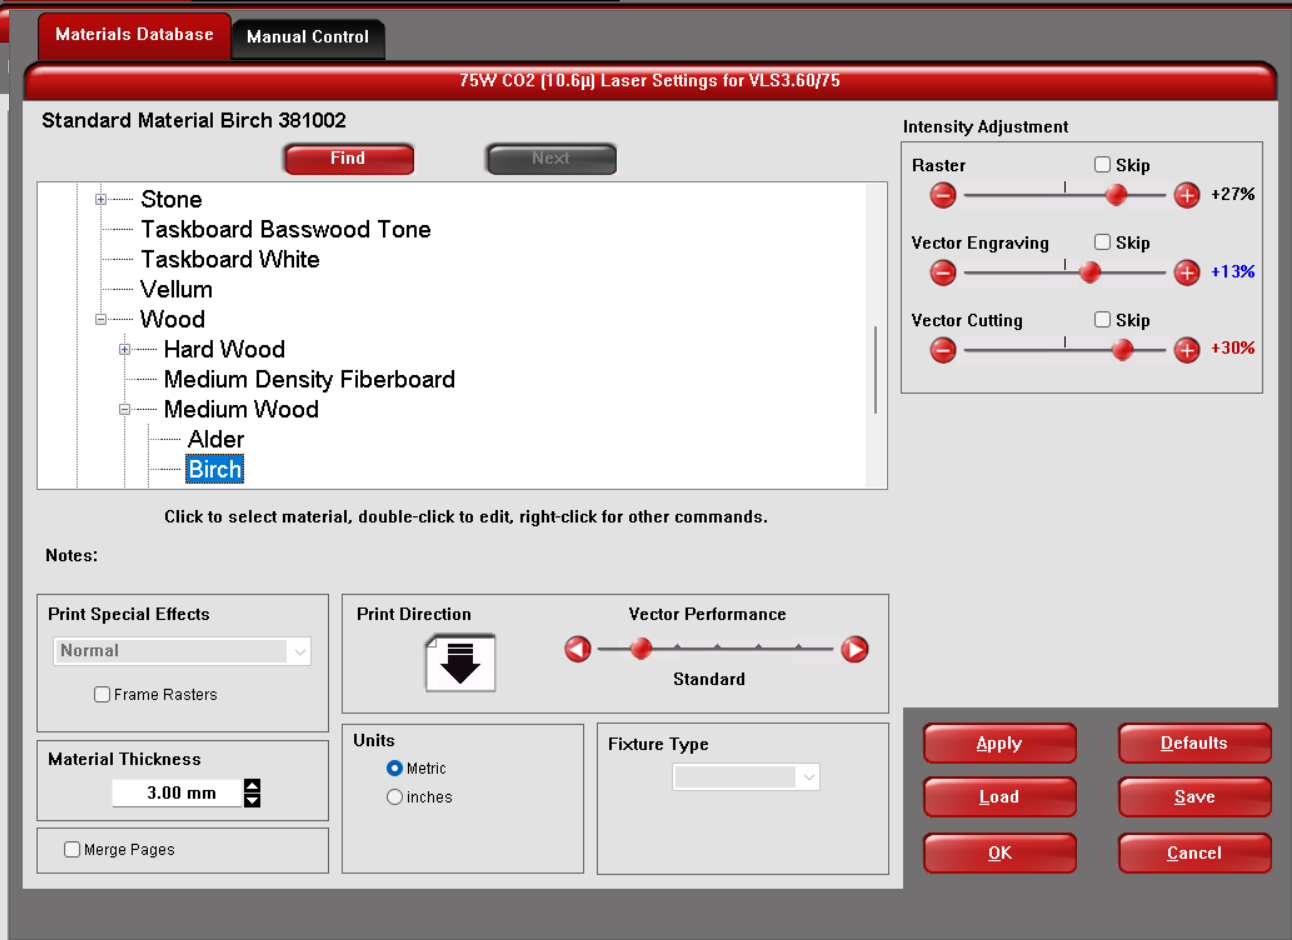 Materials Database
Manual Control
75W CO2 (10.6µ) Laser Settings for VLS3.60/75
Standard Material Birch 381002
Find
Next
Stone
Taskboard Basswood Tone
Taskboard White
Vellum
Wood
Hard Wood
Medium Density Fiberboard
Medium Wood
Alder
Birch
Click to select material, double-click to edit, right-click for other commands.
Notes:
Intensity Adjustment
Raster
Skip
+27%
Vector Engraving
Skip
+13%
Vector Cutting
Skip
+30%
Print Special Effects
Normal
Frame Rasters
Print Direction
Vector Performance
Standard
Material Thickness
3.00 mm
Merge Pages
Units
Metric
inches
Fixture Type
Apply
Defaults
Load
Save
OK
Cancel